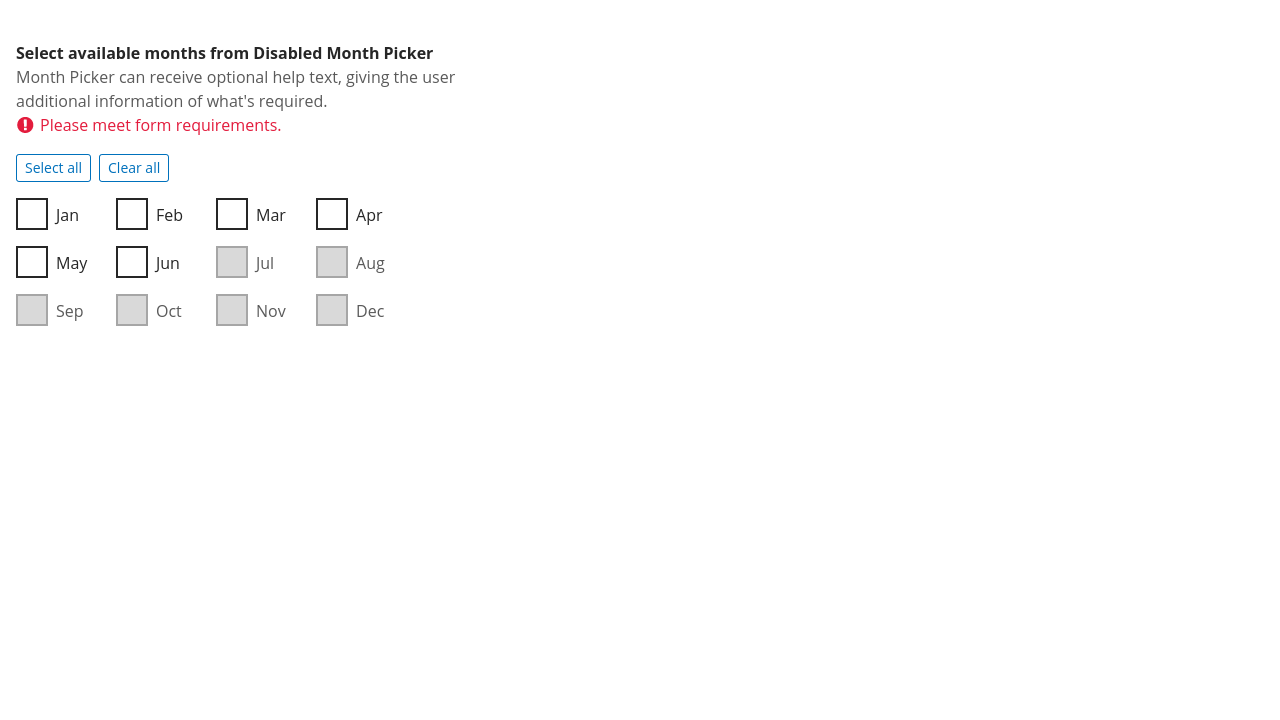 Select available months from Disabled Month Picker
Month Picker can receive optional help text, giving the user
additional information of what's required.
Please meet form requirements.
Select all Clear all
Jan Feb Mar Apr
May Jun Jul Aug
Sep Oct Nov Dec